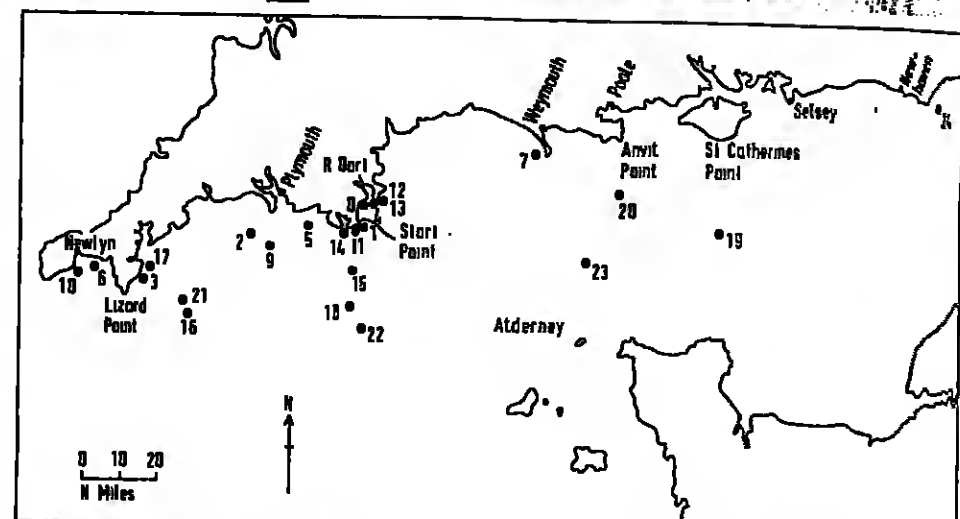 Weymouth
Poole
New-
haven
Selsey
Plymouth
R Dart
7
Anvil
Point
St Catherines
Point
12
13
20
2
5
14
11
1
Start
Point
19
9
Newlyn
17
10
6
3
15
23
Lizard
Point
21
16
18
22
Alderney
N
0 10 20
N Miles